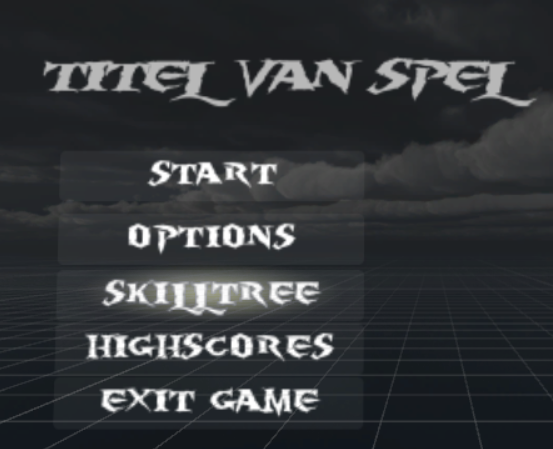 TITEL VAN SPEL
START
OPTIONS
SKILLTREE
HIGHSCORES
EXIT GAME